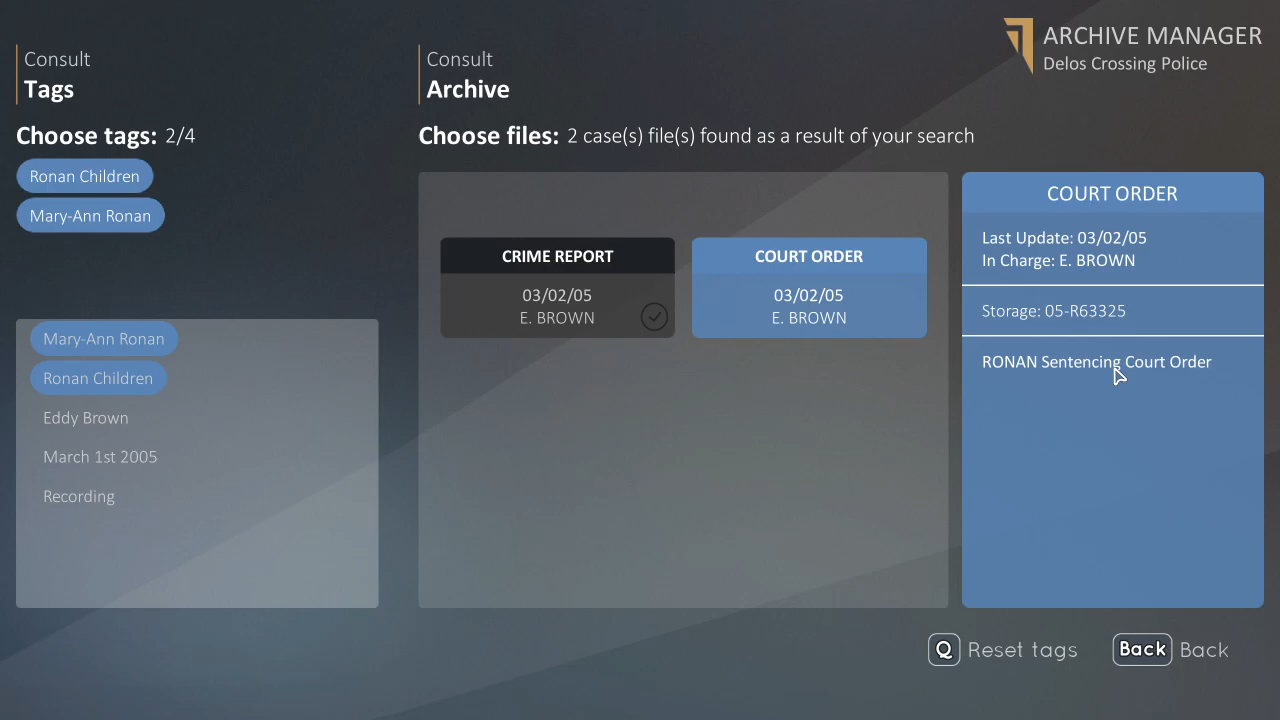 Consult
Tags
Choose tags: 2/4
Ronan Children
Mary-Ann Ronan
Mary-Ann Ronan
Ronan Children
Eddy Brown
March 1st 2005
Recording
Consult
Archive
Choose files: 2 case(s) file(s) found as a result of your search
CRIME REPORT
03/02/05
E. BROWN
COURT ORDER
03/02/05
E. BROWN
ARCHIVE MANAGER
Delos Crossing Police
COURT ORDER
Last Update: 03/02/05
In Charge: E. BROWN
Storage: 05-R63325
RONAN Sentencing Court Order
Q Reset tags
Back Back